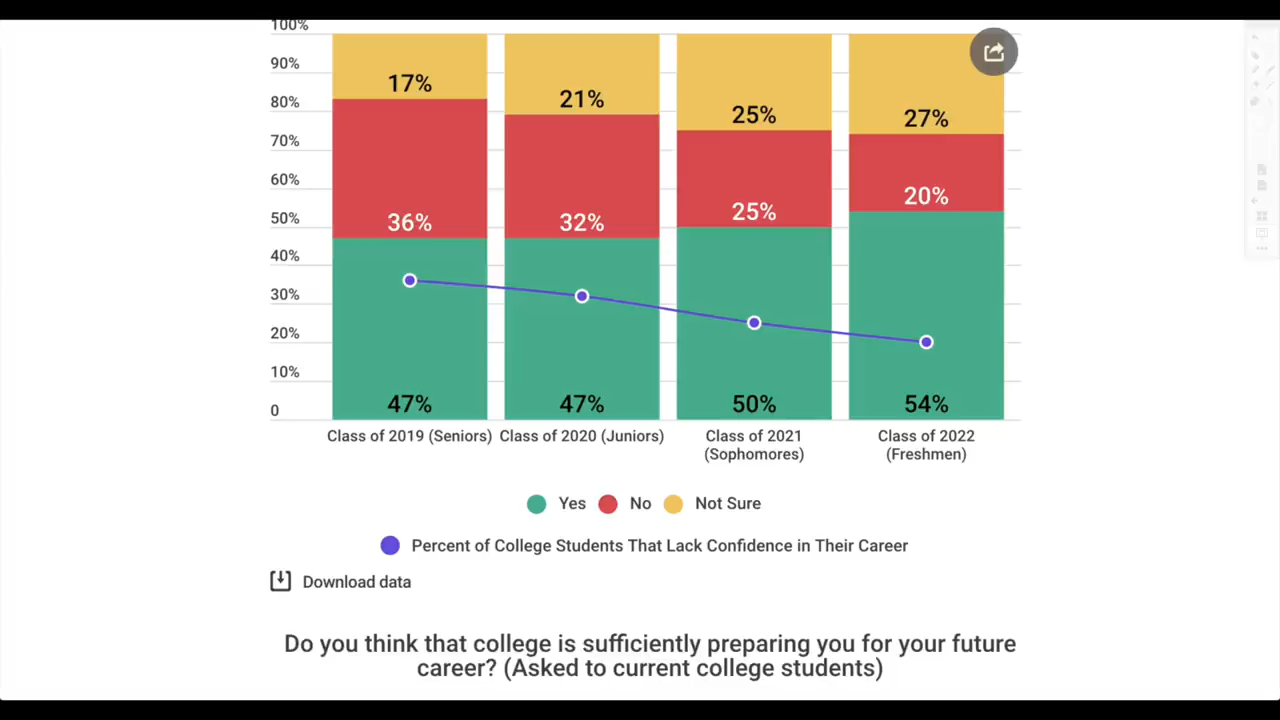 100%
90%
80%
70%
60%
50%
40%
30%
20%
10%
0
17%
21%
25%
27%
36%
32%
25%
20%
47%
47%
50%
54%
Class of 2019 (Seniors)
Class of 2020 (Juniors)
Class of 2021
(Sophomores)
Class of 2022
(Freshmen)
Yes
No
Not Sure
Percent of College Students That Lack Confidence in Their Career
Download data
Do you think that college is sufficiently preparing you for your future
career? (Asked to current college students)